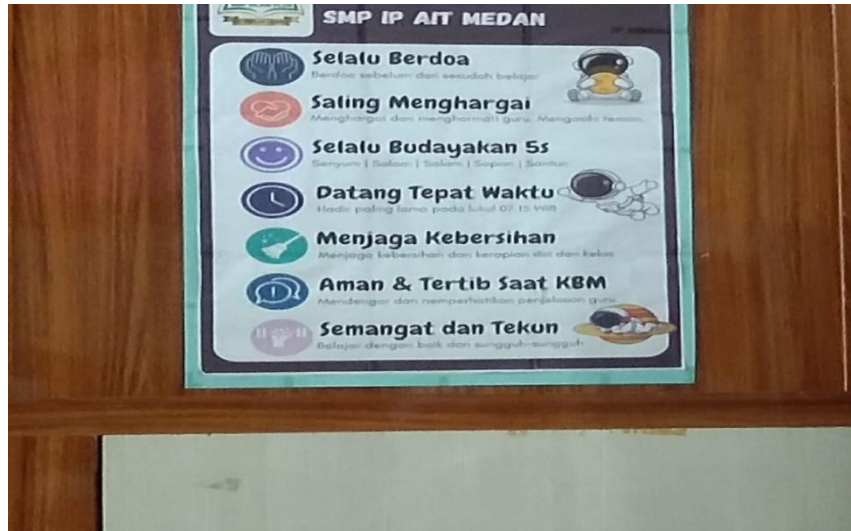 SMP IP AIT MEDAN
Selalu Berdoa
Berdoa sebelum dan sesudah belajar
Saling Menghargai
Menghargai dan menghormati guru, Mengasihi teman
Selalu Budayakan 5s
Senyum | Salam | Salam | Sopan | Santun
Datang Tepat Waktu
Hadir paling lama pada pukul 07.15 WIB
Menjaga Kebersihan
Menjaga kebersihan dan kerapian diri dan kelas
Aman & Tertib Saat KBM
Mendengar dan memperhatikan penjelasan guru
Semangat dan Tekun
Belajar dengan baik dan sungguh-sungguh